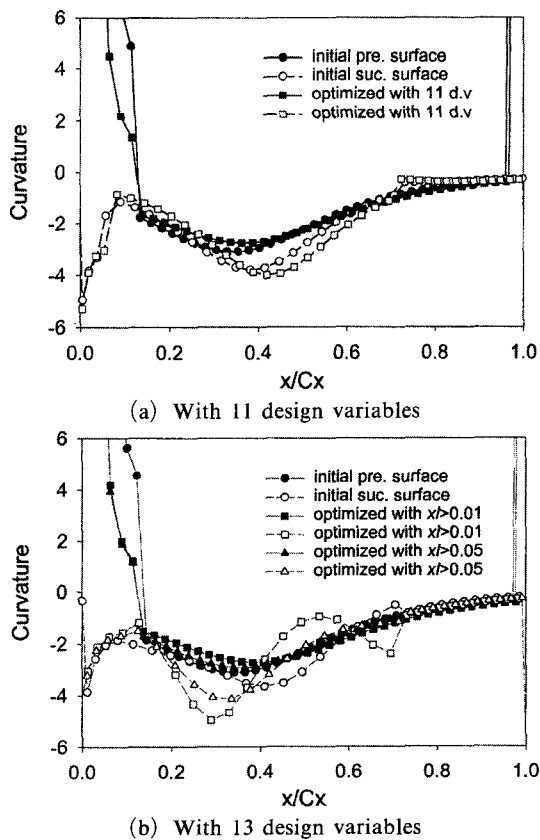 6
4
2
0
-2
-4
-6
Curvature
initial pre. surface
initial suc. surface
optimized with 11 d.v
optimized with 11 d.v
0.0 0.2 0.4 0.6 0.8 1.0
x/Cx
(a) With 11 design variables
6
4
2
0
-2
-4
-6
Curvature
initial pre. surface
initial suc. surface
optimized with xl>0.01
optimized with xl>0.01
optimized with xl>0.05
optimized with xl>0.05
0.0 0.2 0.4 0.6 0.8 1.0
x/Cx
(b) With 13 design variables